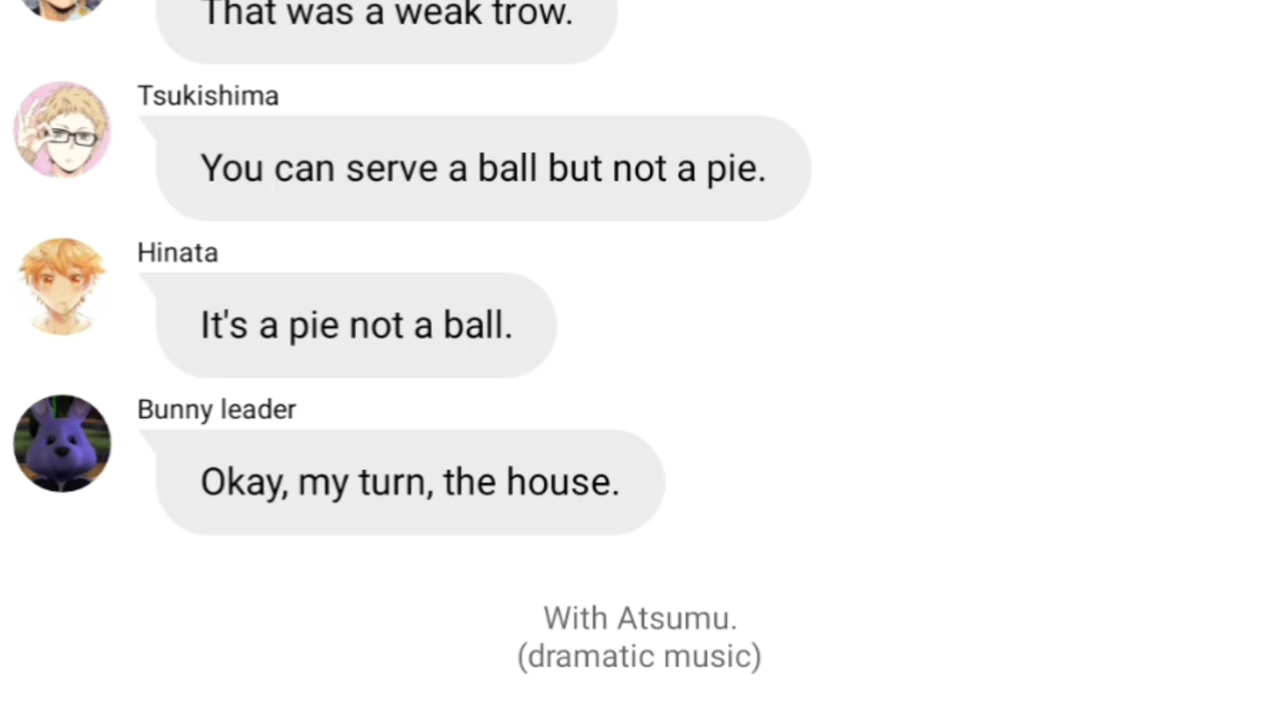 That was a weak trow.
Tsukishima
You can serve a ball but not a pie.
Hinata
It's a pie not a ball.
Bunny leader
Okay, my turn, the house.
With Atsumu.
(dramatic music)